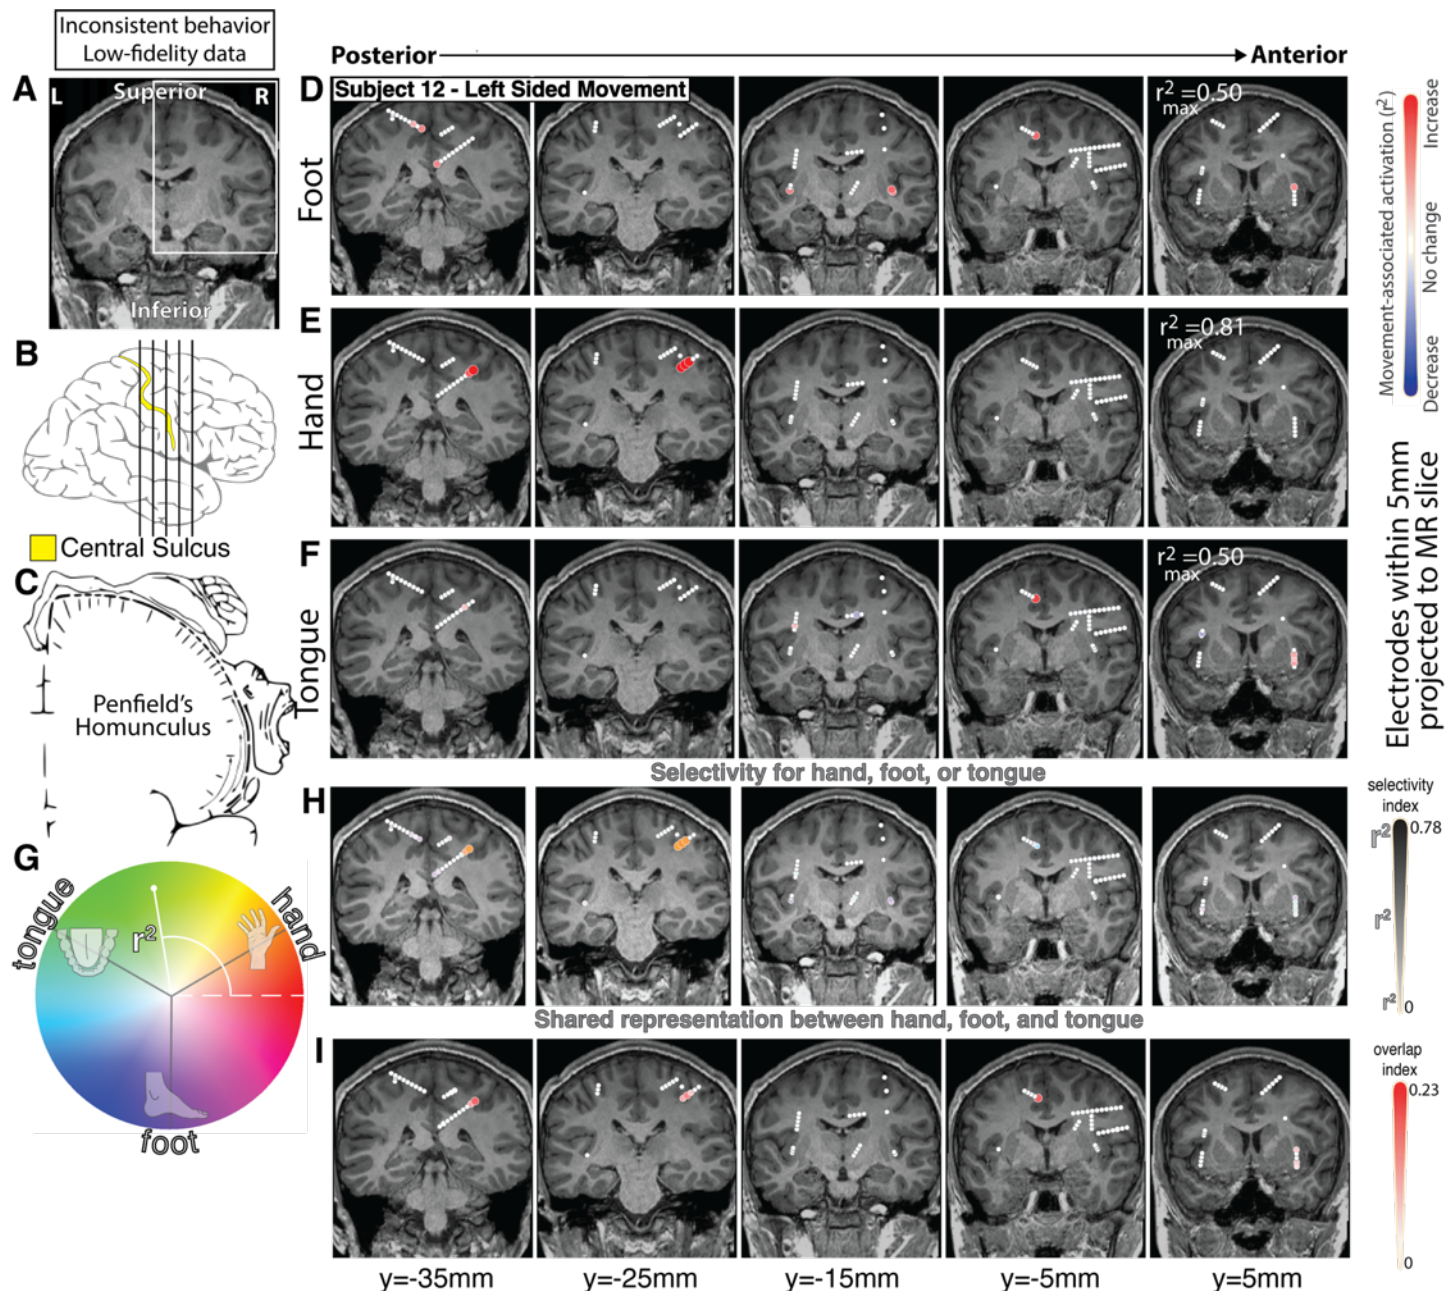 Inconsistent behavior
Low-fidelity data
Posterior
Anterior
A
L
Superior
R
Inferior
B
Central Sulcus
C
Penfield's
Homunculus
G
tongue
hand
r²
foot
D
Subject 12 - Left Sided Movement
r²max=0.50
Foot
E
r²max=0.81
Hand
F
r²max=0.50
Tongue
Selectivity for hand, foot, or tongue
H
Shared representation between hand, foot, and tongue
I
y=-35mm
y=-25mm
y=-15mm
y=-5mm
y=5mm
Movement-associated activation (r²)
Increase
No change
Decrease
Electrodes within 5mm
projected to MR slice
selectivity
index
r²
0.78
r²
r²
0
overlap
index
0.23
0